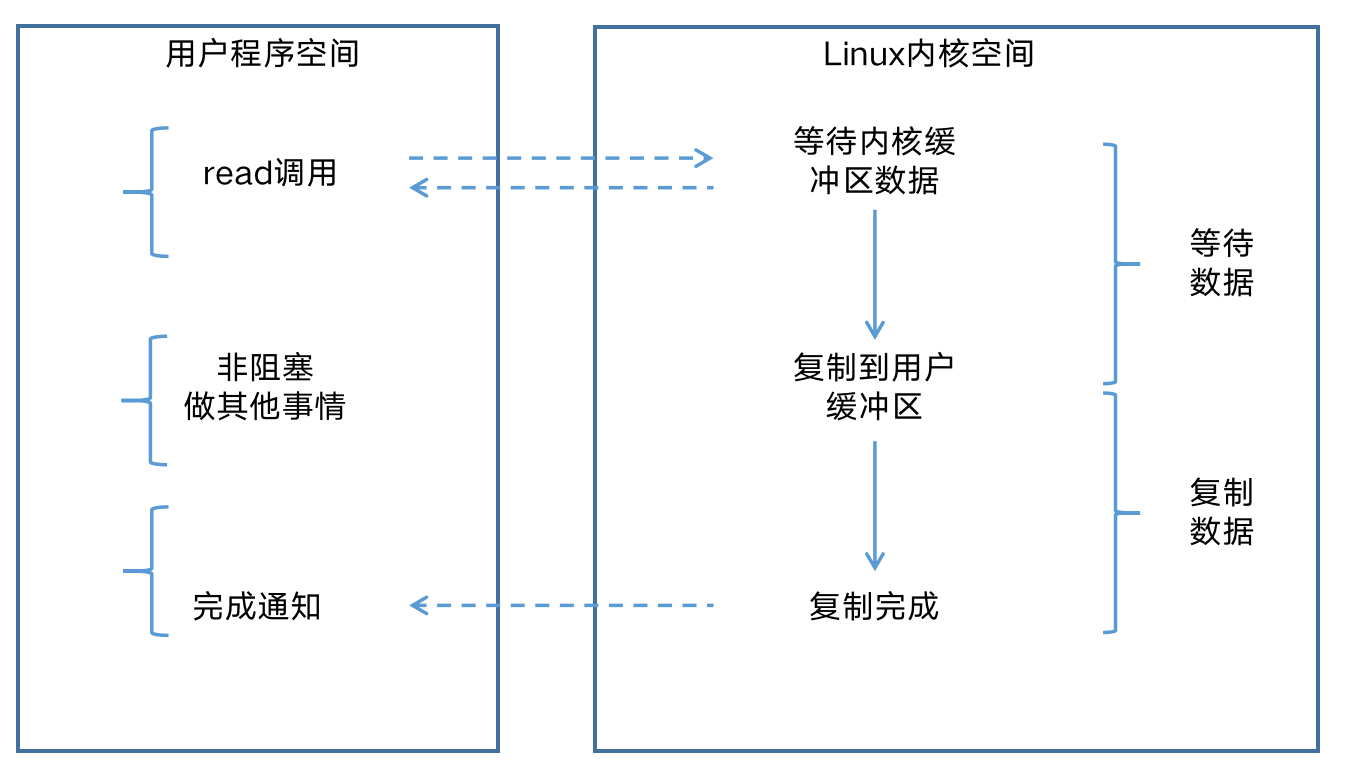 用户程序空间
Linux内核空间
read调用
等待内核缓
冲区数据
等待
数据
非阻塞
做其他事情
复制到用户
缓冲区
复制
数据
完成通知
复制完成